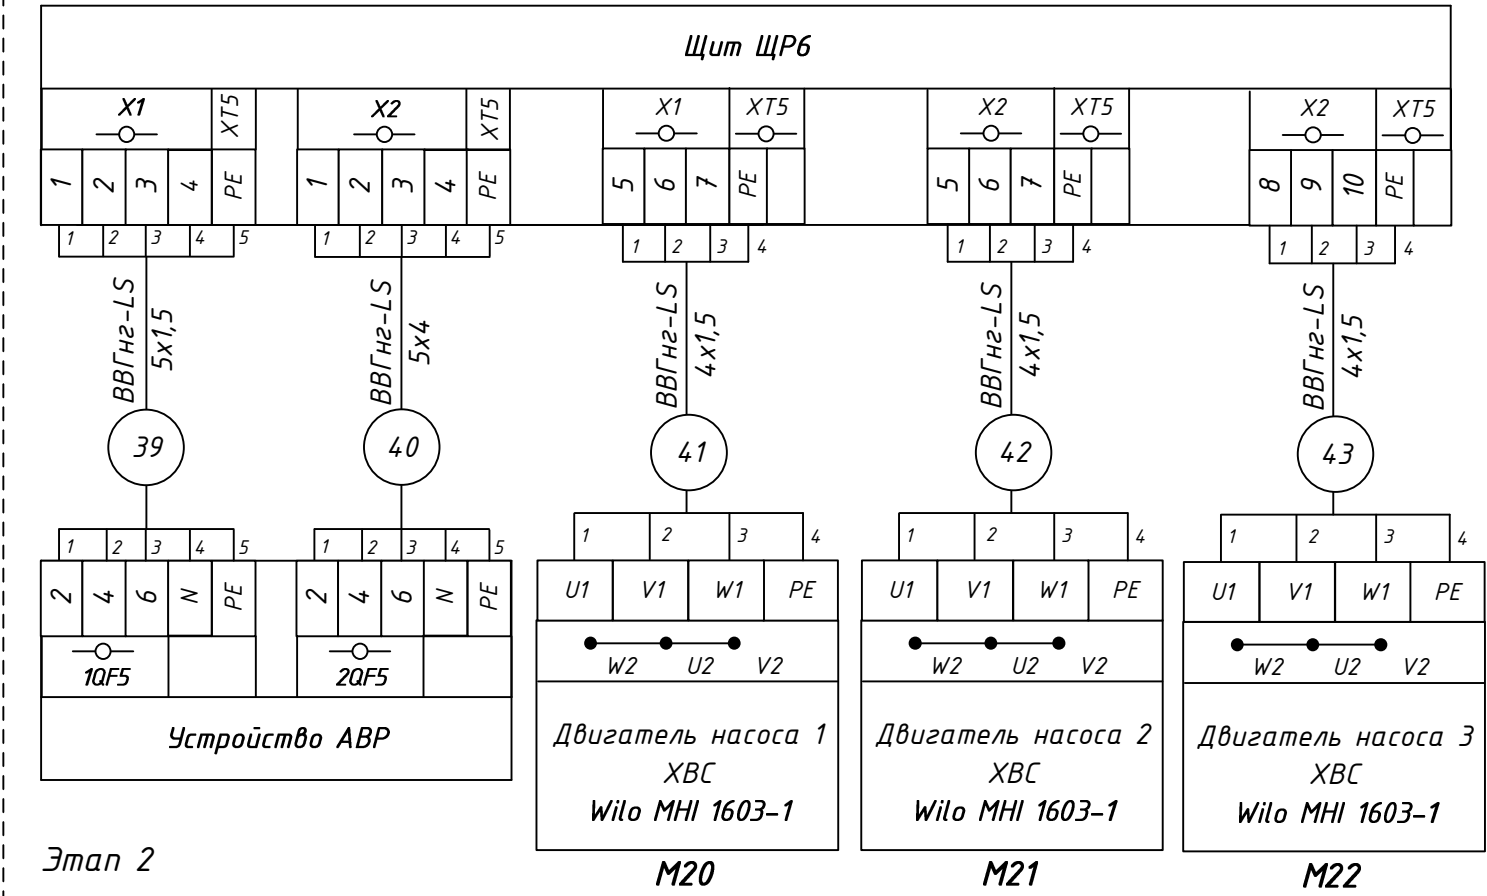 Щит ЩР6
X1 XT5 X2 XT5 X1 XT5 X2 XT5 X2 XT5
1 2 3 4 PE 1 2 3 4 PE 5 6 7 PE 5 6 7 PE 8 9 10 PE
1 2 3 4 5 1 2 3 4 5 1 2 3 4 1 2 3 4 1 2 3 4
ВВГнг-LS 5x1,5
ВВГнг-LS 5x4
ВВГнг-LS 4x1,5
ВВГнг-LS 4x1,5
ВВГнг-LS 4x1,5
39 40 41 42 43
1 2 3 4 5 1 2 3 4 5 1 2 3 4 1 2 3 4 1 2 3 4
2 4 6 N PE 2 4 6 N PE U1 V1 W1 PE U1 V1 W1 PE U1 V1 W1 PE
1QF5 2QF5 W2 U2 V2 W2 U2 V2 W2 U2 V2
Устройство АВР
Двигатель насоса 1
ХВС
Wilo MHI 1603-1
Двигатель насоса 2
ХВС
Wilo MHI 1603-1
Двигатель насоса 3
ХВС
Wilo MHI 1603-1
Этап 2
M20 M21 M22